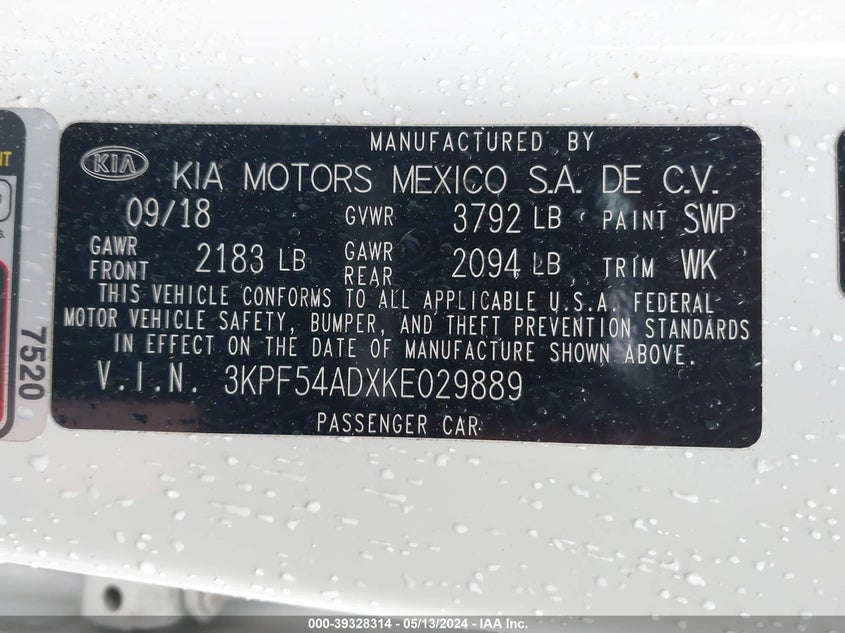 MANUFACTURED BY
KIA KIA MOTORS MEXICO S.A. DE C.V.
09/18 GVWR 3792 LB PAINT SWP
GAWR FRONT 2183 LB GAWR REAR 2094 LB TRIM WK
THIS VEHICLE CONFORMS TO ALL APPLICABLE U.S.A. FEDERAL
MOTOR VEHICLE SAFETY, BUMPER, AND THEFT PREVENTION STANDARDS
IN EFFECT ON THE DATE OF MANUFACTURE SHOWN ABOVE.
V.I.N. 3KPF54ADXKE029889
PASSENGER CAR
7520
000-39328314 - 05/13/2024 - IAA Inc.